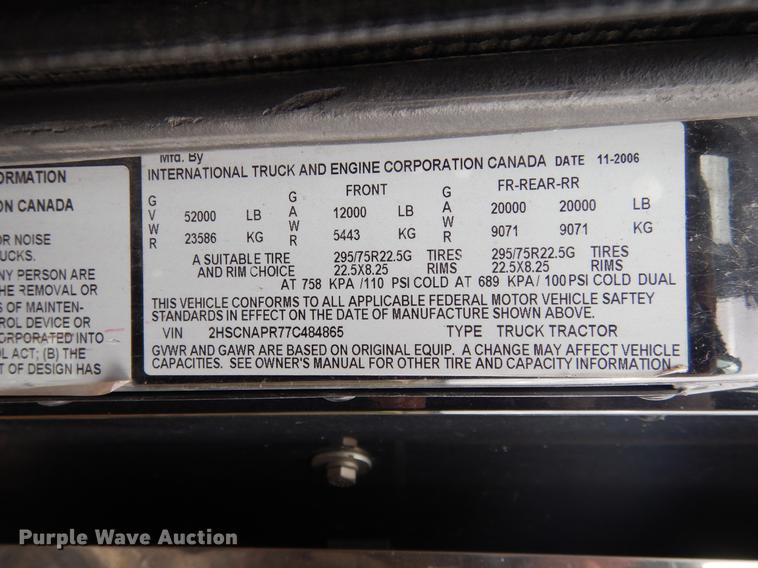 ORMATION
ON CANADA
OR NOISE
UCKS.
NY PERSON ARE
HE REMOVAL OR
S OF MAINTEN-
ROL DEVICE OR
CORPORATED INTO
OL ACT; (B) THE
T OF DESIGN HAS
Mfd. By
INTERNATIONAL TRUCK AND ENGINE CORPORATION CANADA DATE 11-2006
GVWR 52000 LB 23586 KG
GAWR FRONT 12000 LB 5443 KG
GAWR FR-REAR-RR 20000 20000 LB 9071 9071 KG
A SUITABLE TIRE 295/75R22.5G TIRES 295/75R22.5G TIRES
AND RIM CHOICE 22.5X8.25 RIMS 22.5X8.25 RIMS
AT 758 KPA /110 PSI COLD AT 689 KPA / 100 PSI COLD DUAL
THIS VEHICLE CONFORMS TO ALL APPLICABLE FEDERAL MOTOR VEHICLE SAFTEY
STANDARDS IN EFFECT ON THE DATE OF MANUFACTURE SHOWN ABOVE.
VIN 2HSCNAPR77C484865 TYPE TRUCK TRACTOR
GVWR AND GAWR ARE BASED ON ORIGINAL EQUIP. A CHANGE MAY AFFECT VEHICLE
CAPACITIES. SEE OWNER'S MANUAL FOR OTHER TIRE AND CAPACITY INFORMATION
Purple Wave Auction